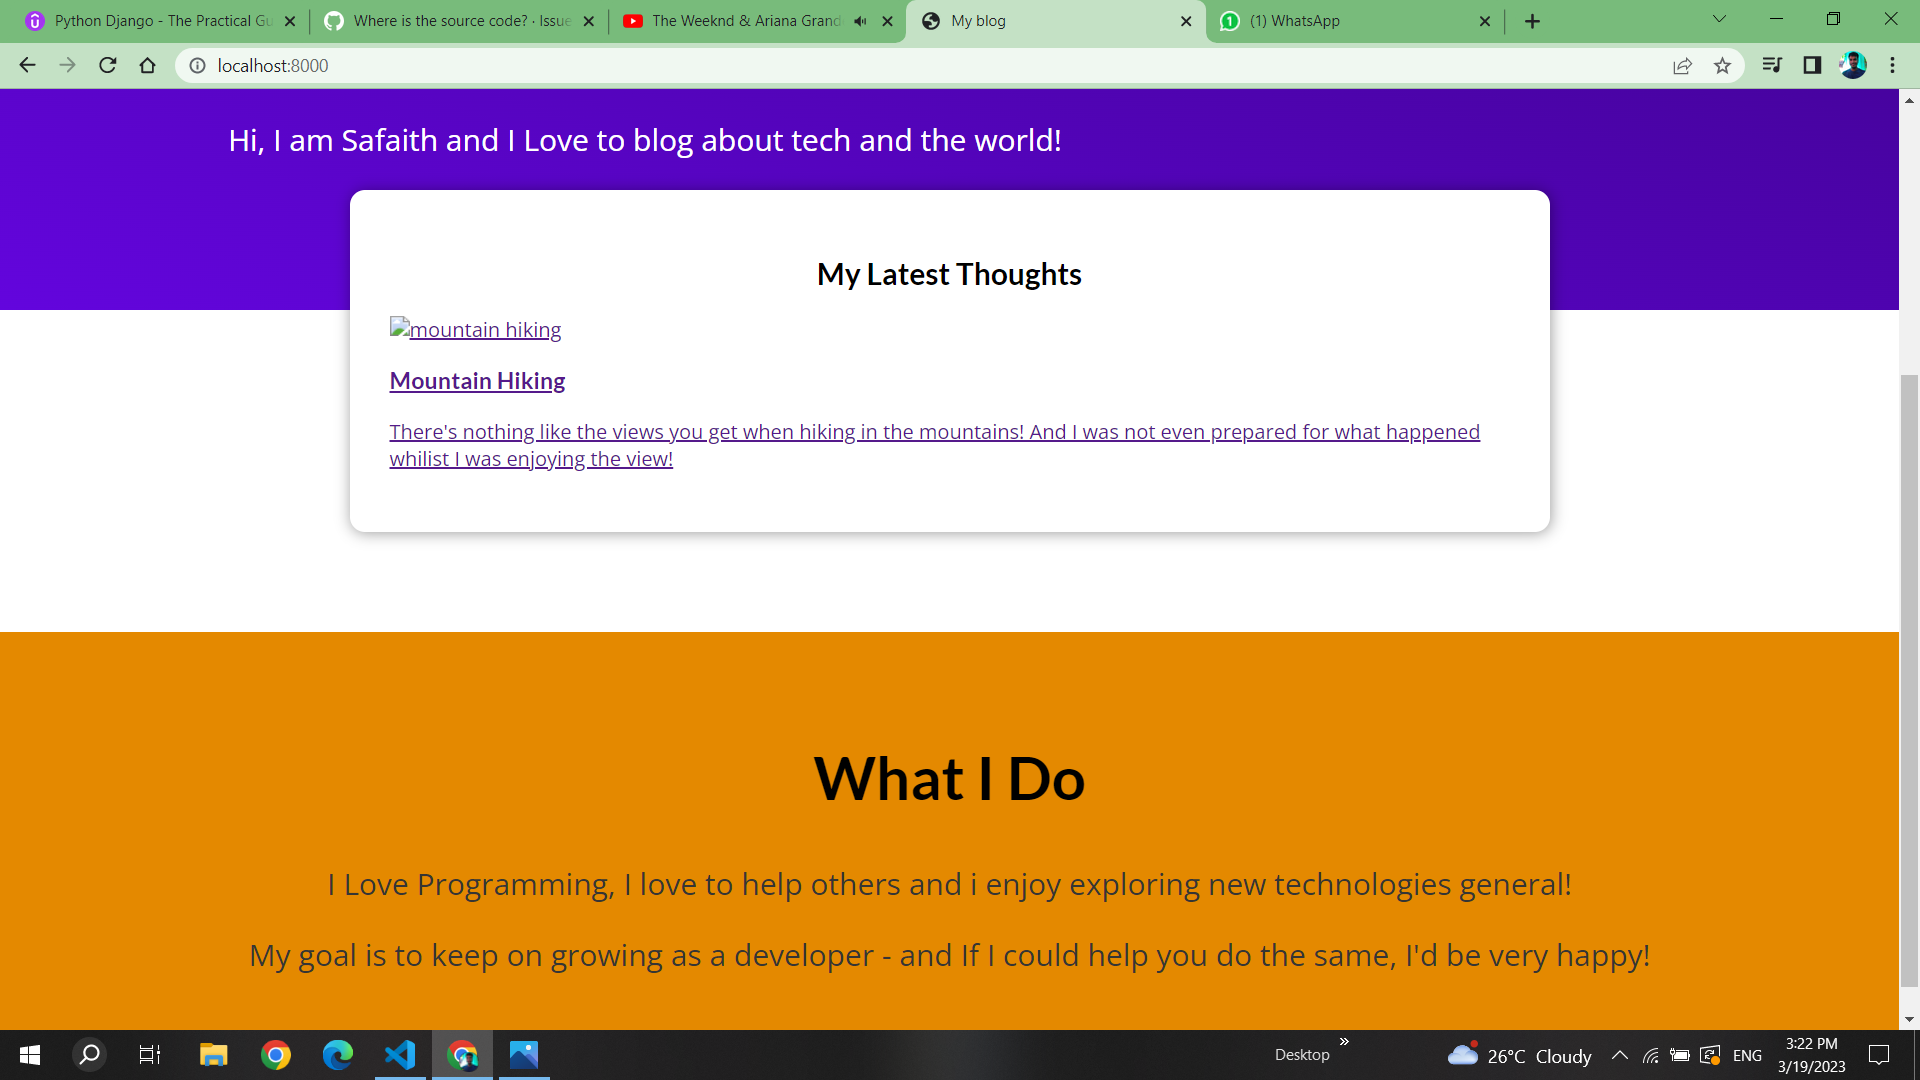 Python Django - The Practical Gu
Where is the source code? · Issue
The Weeknd & Ariana Grand
My blog
(1) WhatsApp
localhost:8000
Hi, I am Safaith and I Love to blog about tech and the world!
My Latest Thoughts
mountain hiking
Mountain Hiking
There's nothing like the views you get when hiking in the mountains! And I was not even prepared for what happened
whilist I was enjoying the view!
What I Do
I Love Programming, I love to help others and i enjoy exploring new technologies general!
My goal is to keep on growing as a developer - and If I could help you do the same, I'd be very happy!
Desktop
26°C Cloudy
ENG
3:22 PM
3/19/2023